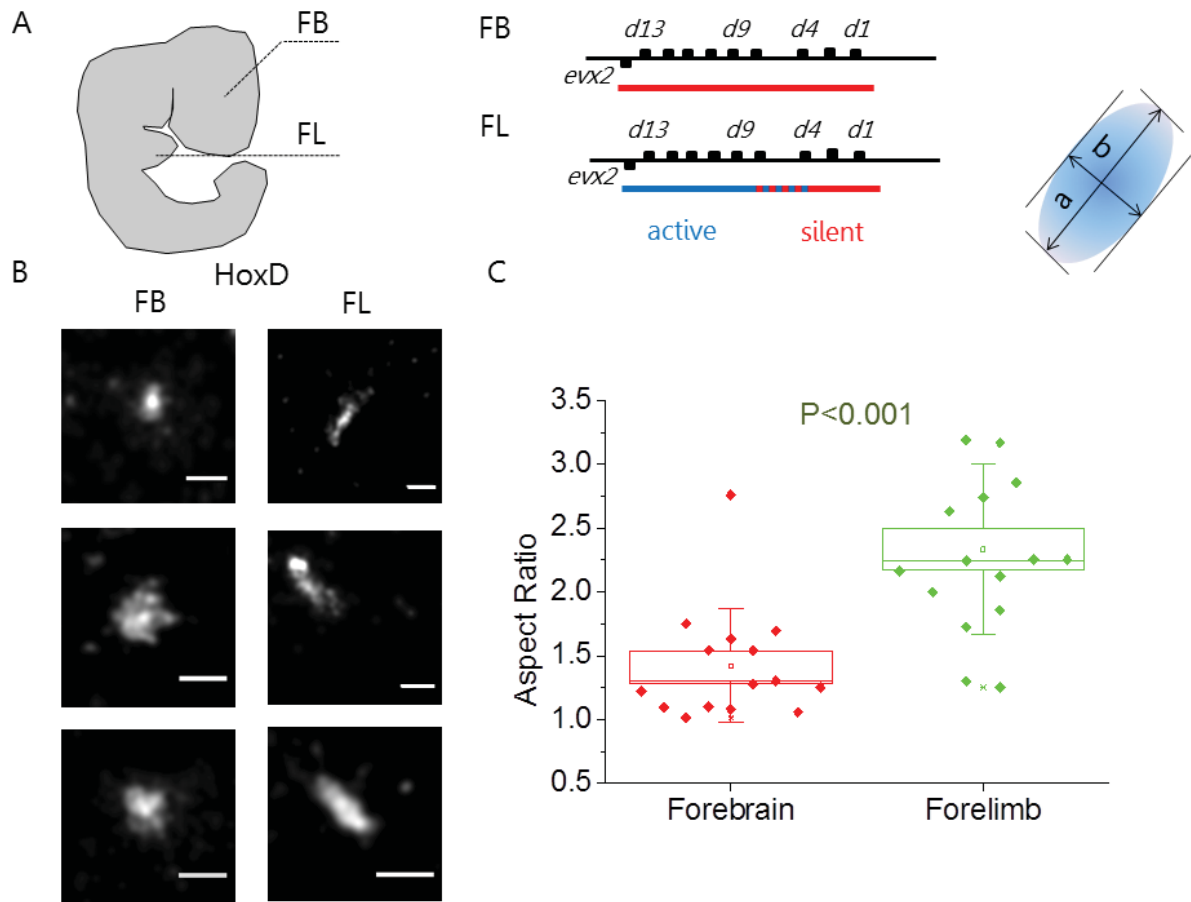 A
FB
FL
FB
d13 d9 d4 d1
evx2
FL
d13 d9 d4 d1
evx2
active silent
a
b
HoxD
B
FB FL
C
P<0.001
Aspect Ratio
3.5
3.0
2.5
2.0
1.5
1.0
0.5
Forebrain Forelimb